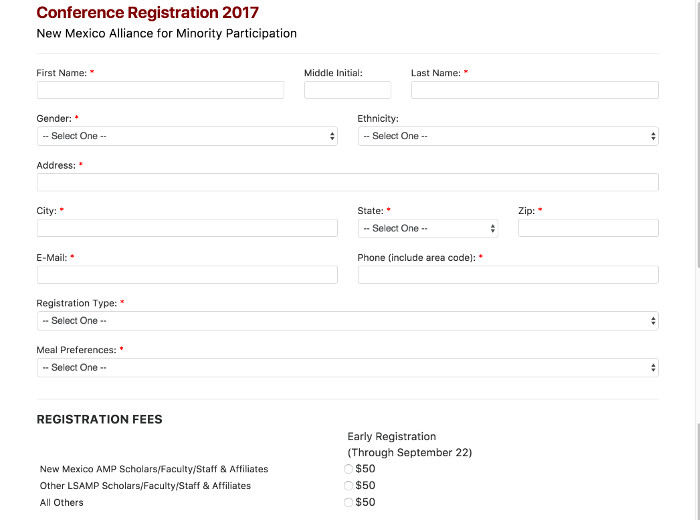 Conference Registration 2017
New Mexico Alliance for Minority Participation
First Name: * Middle Initial: Last Name: *
Gender: * Ethnicity:
-- Select One -- -- Select One --
Address: *
City: * State: * Zip: *
-- Select One --
E-Mail: * Phone (include area code): *
Registration Type: *
-- Select One --
Meal Preferences: *
-- Select One --
REGISTRATION FEES
Early Registration
(Through September 22)
New Mexico AMP Scholars/Faculty/Staff & Affiliates $50
Other LSAMP Scholars/Faculty/Staff & Affiliates $50
All Others $50